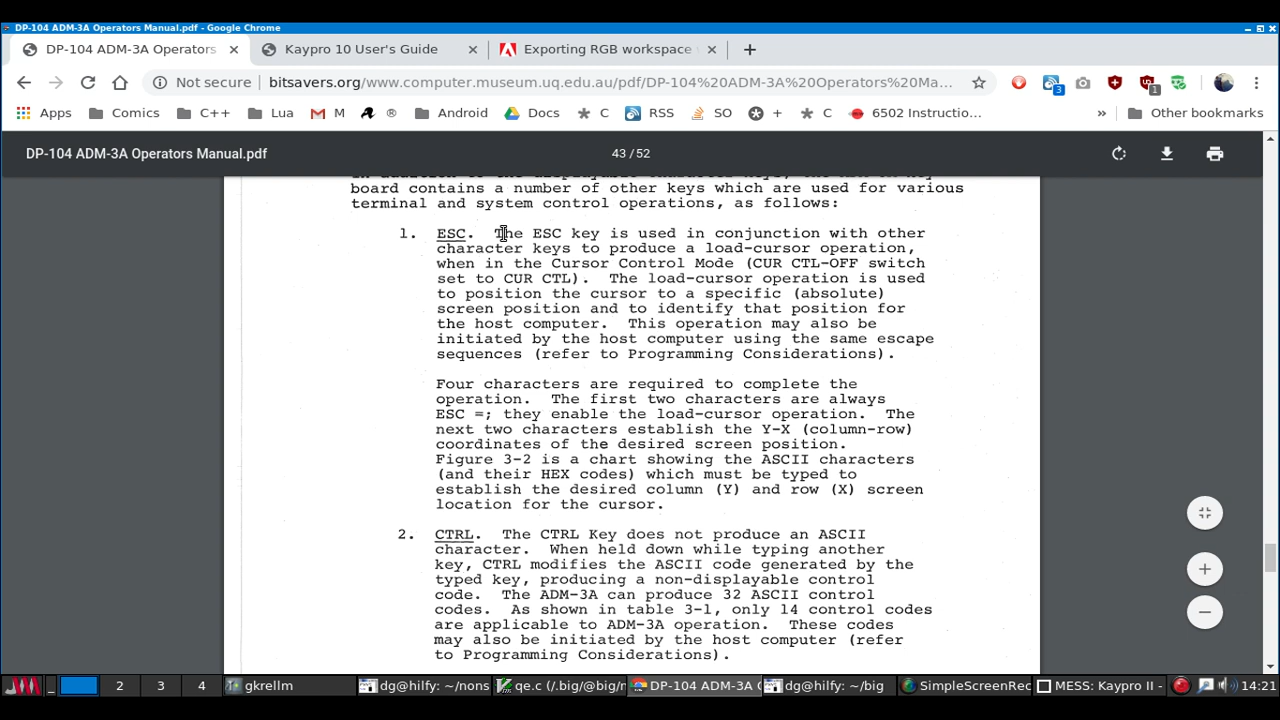 DP-104 ADM-3A Operators Manual.pdf - Google Chrome
DP-104 ADM-3A Operators
Kaypro 10 User's Guide
Exporting RGB workspace
Not secure
bitsavers.org/www.computer.museum.uq.edu.au/pdf/DP-104%20ADM-3A%20Operators%20Ma...
3
1
Apps Comics C++ Lua M ® Android Docs C RSS SO + C 6502 Instructio... » Other bookmarks
DP-104 ADM-3A Operators Manual.pdf
43 / 52
board contains a number of other keys which are used for various
terminal and system control operations, as follows:
1. ESC. The ESC key is used in conjunction with other
character keys to produce a load-cursor operation,
when in the Cursor Control Mode (CUR CTL-OFF switch
set to CUR CTL). The load-cursor operation is used
to position the cursor to a specific (absolute)
screen position and to identify that position for
the host computer. This operation may also be
initiated by the host computer using the same escape
sequences (refer to Programming Considerations).
Four characters are required to complete the
operation. The first two characters are always
ESC =; they enable the load-cursor operation. The
next two characters establish the Y-X (column-row)
coordinates of the desired screen position.
Figure 3-2 is a chart showing the ASCII characters
(and their HEX codes) which must be typed to
establish the desired column (Y) and row (X) screen
location for the cursor.
2. CTRL. The CTRL Key does not produce an ASCII
character. When held down while typing another
key, CTRL modifies the ASCII code generated by the
typed key, producing a non-displayable control
code. The ADM-3A can produce 32 ASCII control
codes. As shown in table 3-1, only 14 control codes
are applicable to ADM-3A operation. These codes
may also be initiated by the host computer (refer
to Programming Considerations).
_ 2 3 4 gkrellm dg@hilfy: ~/nons qe.c (/.big/@big/n DP-104 ADM-3A dg@hilfy: ~/big SimpleScreenRec MESS: Kaypro II - 14:21